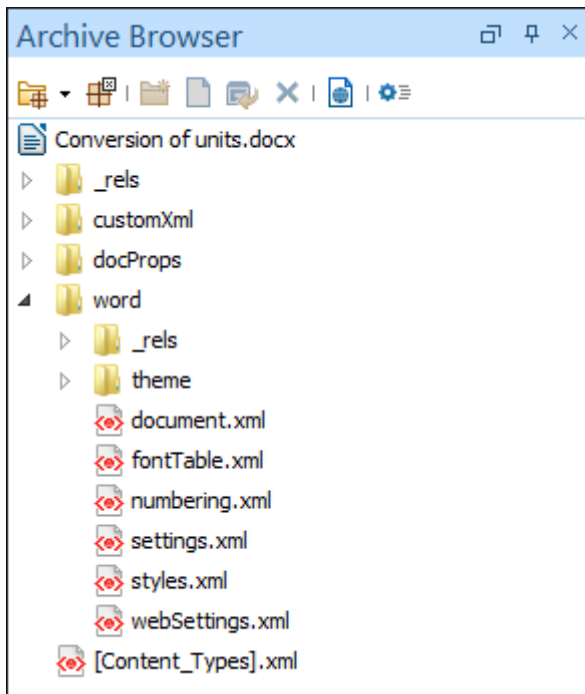 Archive Browser
Conversion of units.docx
_rels
customXml
docProps
word
_rels
theme
document.xml
fontTable.xml
numbering.xml
settings.xml
styles.xml
webSettings.xml
[Content_Types].xml